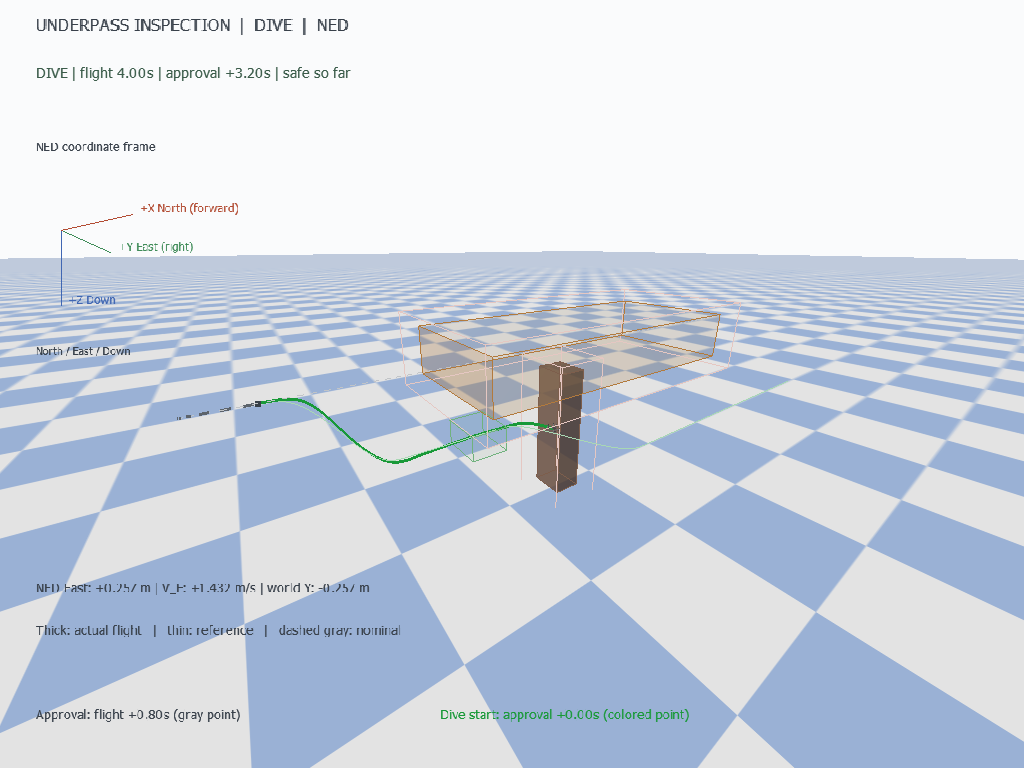 UNDERPASS INSPECTION | DIVE | NED
DIVE | flight 4.00s | approval +3.20s | safe so far
NED coordinate frame
+X North (forward)
+Y East (right)
+Z Down
North / East / Down
NED East: +0.257 m | V_E: +1.432 m/s | world Y: -0.257 m
Thick: actual flight | thin: reference | dashed gray: nominal
Approval: flight +0.80s (gray point)
Dive start: approval +0.00s (colored point)